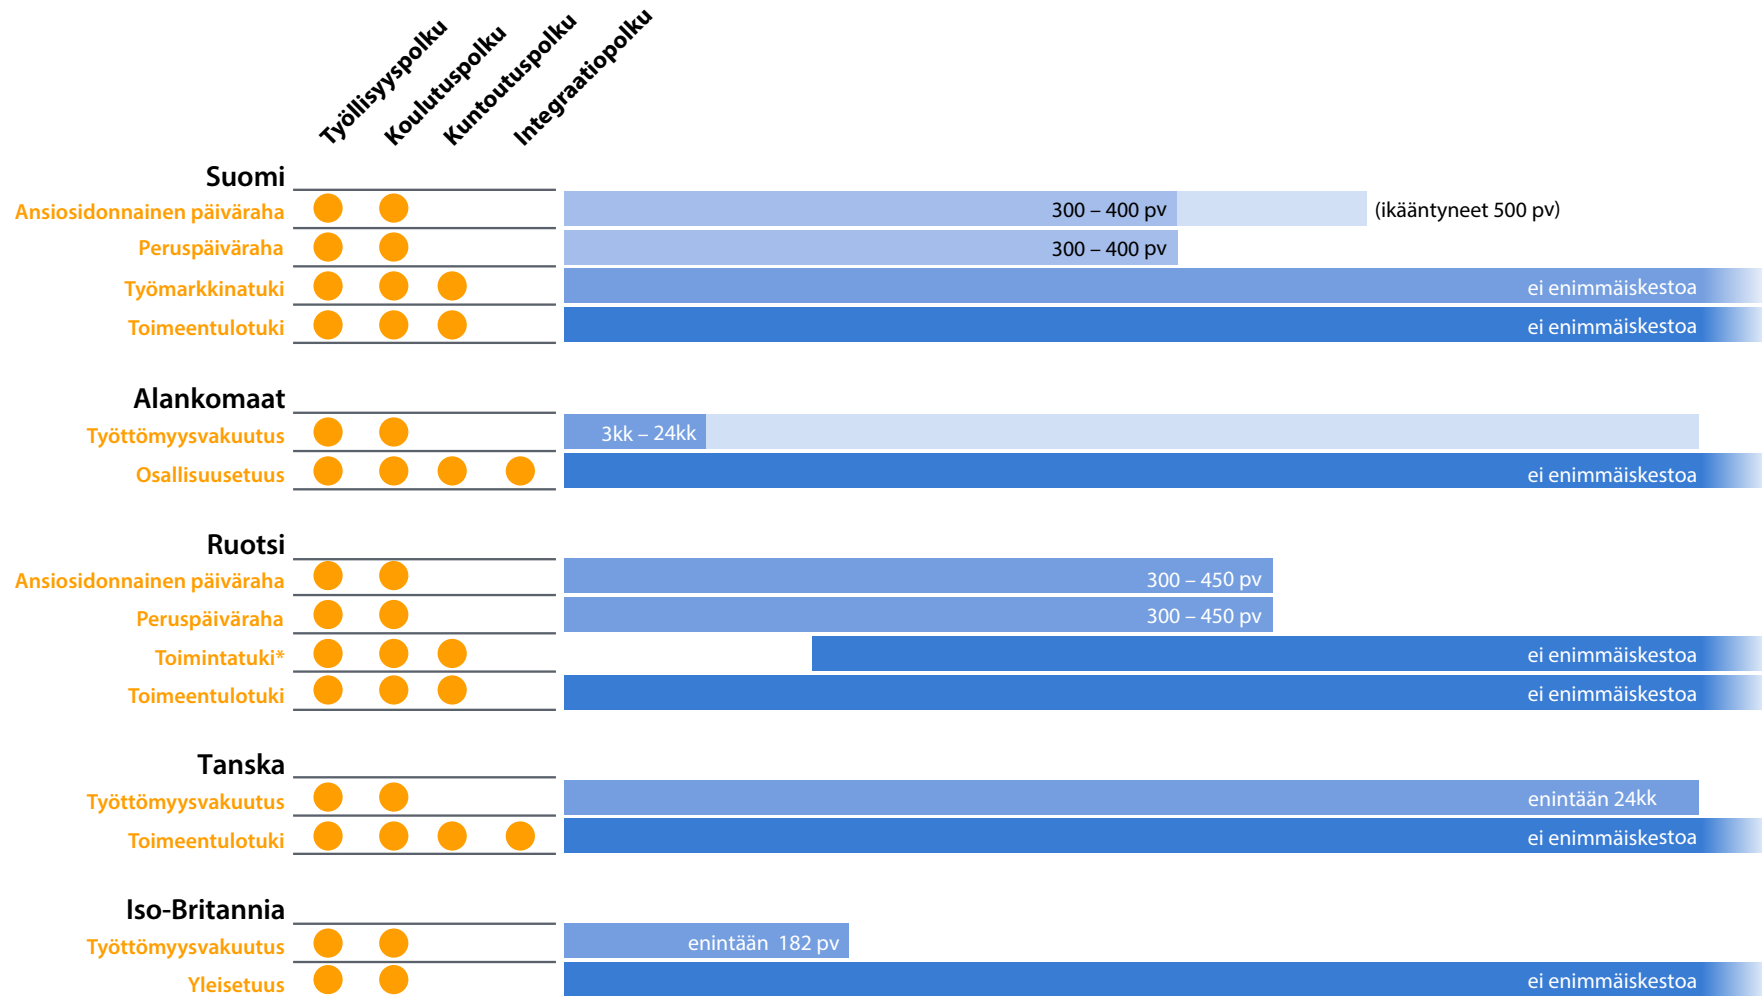 Työllisyyspolku
Koulutuspolku
Kuntoutuspolku
Integraatiopolku
Suomi
Ansiosidonnainen päiväraha
300 – 400 pv
(ikääntyneet 500 pv)
Peruspäiväraha
300 – 400 pv
Työmarkkinatuki
ei enimmäiskestoa
Toimeentulotuki
ei enimmäiskestoa
Alankomaat
Työttömyysvakuutus
3kk – 24kk
Osallisuusetuus
ei enimmäiskestoa
Ruotsi
Ansiosidonnainen päiväraha
300 – 450 pv
Peruspäiväraha
300 – 450 pv
Toimintatuki*
ei enimmäiskestoa
Toimeentulotuki
ei enimmäiskestoa
Tanska
Työttömyysvakuutus
enintään 24kk
Toimeentulotuki
ei enimmäiskestoa
Iso-Britannia
Työttömyysvakuutus
enintään 182 pv
Yleisetuus
ei enimmäiskestoa